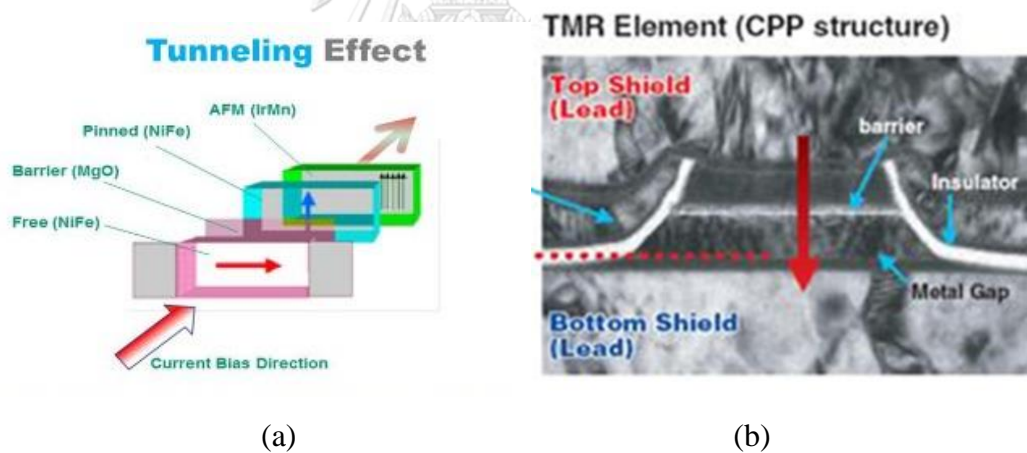 Tunneling Effect
AFM (IrMn)
Pinned (NiFe)
Barrier (MgO)
Free (NiFe)
Current Bias Direction
(a)
TMR Element (CPP structure)
Top Shield
(Lead)
barrier
Insulator
Metal Gap
Bottom Shield
(Lead)
(b)